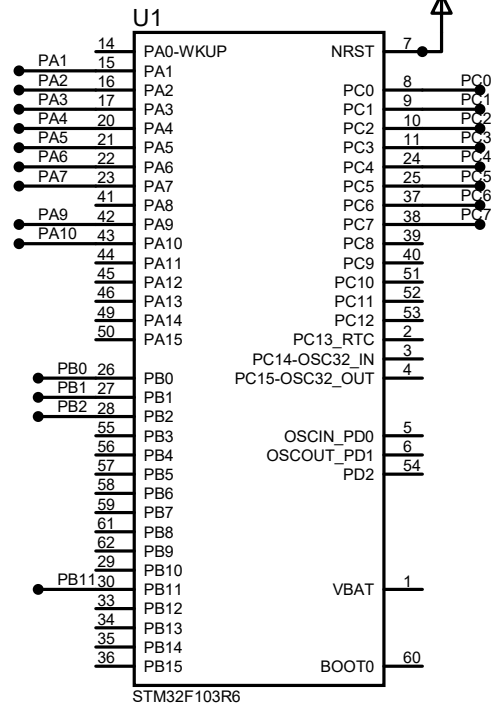 U1
14 PA0-WKUP NRST 7
PA1 15 PA1
PA2 16 PA2 PC0 8 PC0
PA3 17 PA3 PC1 9 PC1
PA4 20 PA4 PC2 10 PC2
PA5 21 PA5 PC3 11 PC3
PA6 22 PA6 PC4 24 PC4
PA7 23 PA7 PC5 25 PC5
41 PA8 PC6 37 PC6
PA9 42 PA9 PC7 38 PC7
PA10 43 PA10 PC8 39
44 PA11 PC9 40
45 PA12 PC10 51
46 PA13 PC11 52
49 PA14 PC12 53
50 PA15 PC13_RTC 2
PC14-OSC32_IN 3
PB0 26 PB0 PC15-OSC32_OUT 4
PB1 27 PB1
PB2 28 PB2
55 PB3 OSCIN_PD0 5
56 PB4 OSCOUT_PD1 6
57 PB5 PD2 54
58 PB6
59 PB7
61 PB8
62 PB9
29 PB10
PB11 30 PB11 VBAT 1
33 PB12
34 PB13
35 PB14
36 PB15 BOOT0 60
STM32F103R6